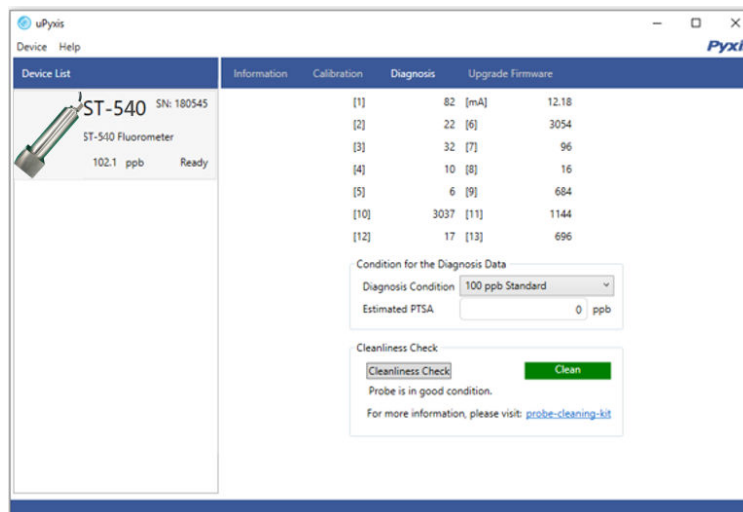 uPyxis
Device Help
Pyxi
Device List
Information Calibration Diagnosis Upgrade Firmware
ST-540 SN: 180545
ST-540 Fluorometer
102.1 ppb Ready
[1] 82 [mA] 12.18
[2] 22 [6] 3054
[3] 32 [7] 96
[4] 10 [8] 16
[5] 6 [9] 684
[10] 3037 [11] 1144
[12] 17 [13] 696
Condition for the Diagnosis Data
Diagnosis Condition 100 ppb Standard
Estimated PTSA 0 ppb
Cleanliness Check
Cleanliness Check Clean
Probe is in good condition.
For more information, please visit: probe-cleaning-kit